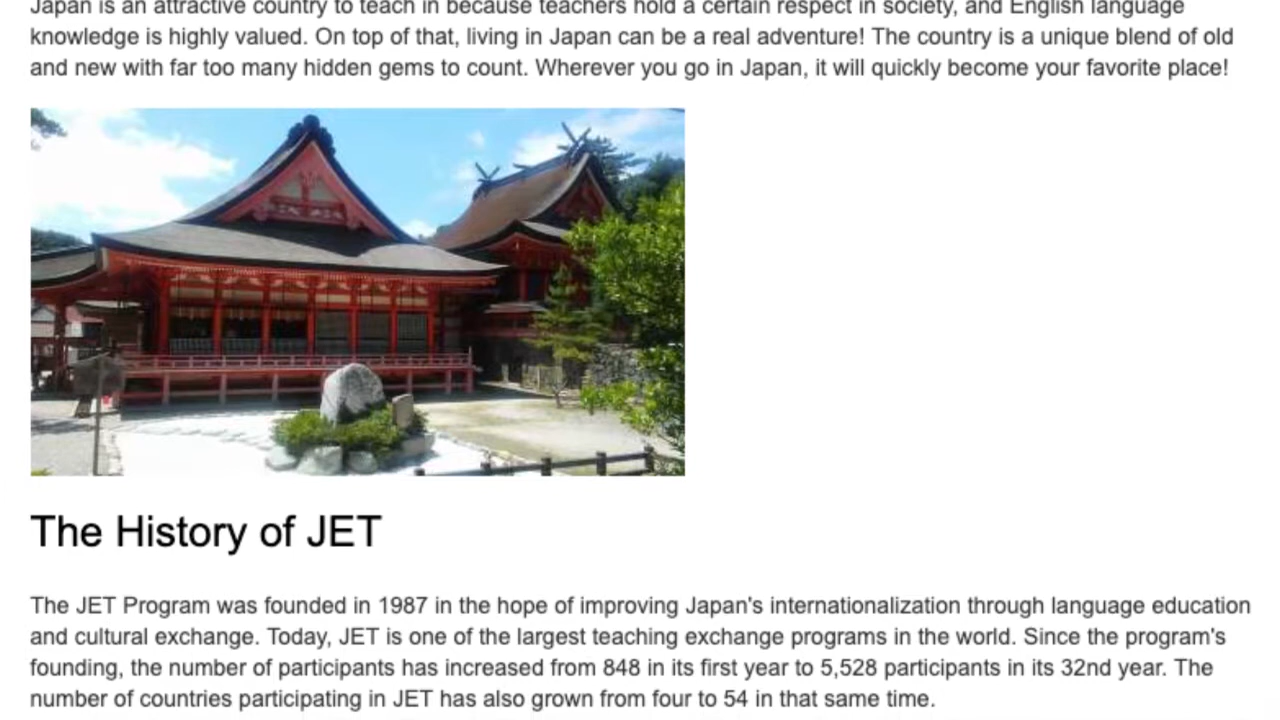 Japan is an attractive country to teach in because teachers hold a certain respect in society, and English language
knowledge is highly valued. On top of that, living in Japan can be a real adventure! The country is a unique blend of old
and new with far too many hidden gems to count. Wherever you go in Japan, it will quickly become your favorite place!
The History of JET
The JET Program was founded in 1987 in the hope of improving Japan's internationalization through language education
and cultural exchange. Today, JET is one of the largest teaching exchange programs in the world. Since the program's
founding, the number of participants has increased from 848 in its first year to 5,528 participants in its 32nd year. The
number of countries participating in JET has also grown from four to 54 in that same time.